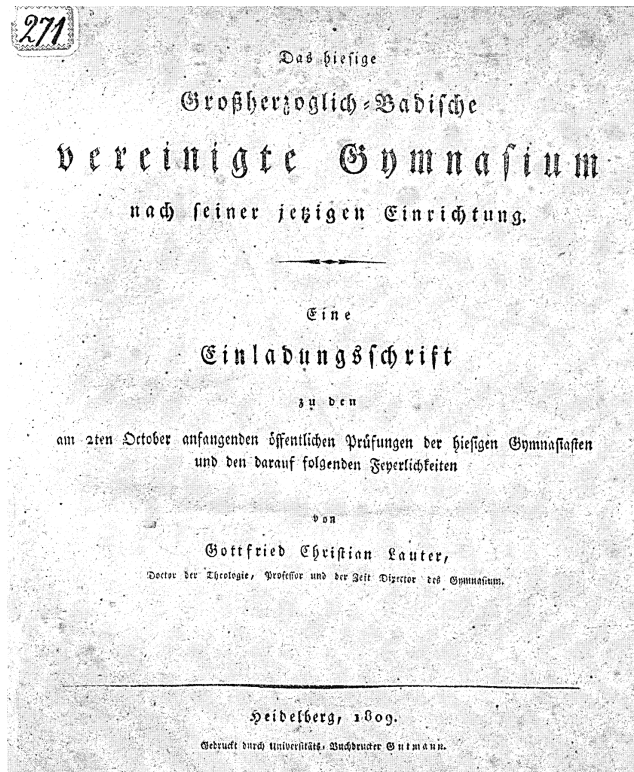 271
Das hiesige
Großherzoglich-Badische
vereinigte Gymnasium
nach seiner jetzigen Einrichtung.
Eine
Einladungsschrift
zu den
am 2ten October anfangenden öffentlichen Prüfungen der hiesigen Gymnasiasten
und den darauf folgenden Feyerlichkeiten
von
Gottfried Christian Lauter,
Doctor der Theologie, Professor und der Zeit Director des Gymnasium.
Heidelberg, 1809.
Gedruckt durch Universitäts-Buchdrucker Gutmann.